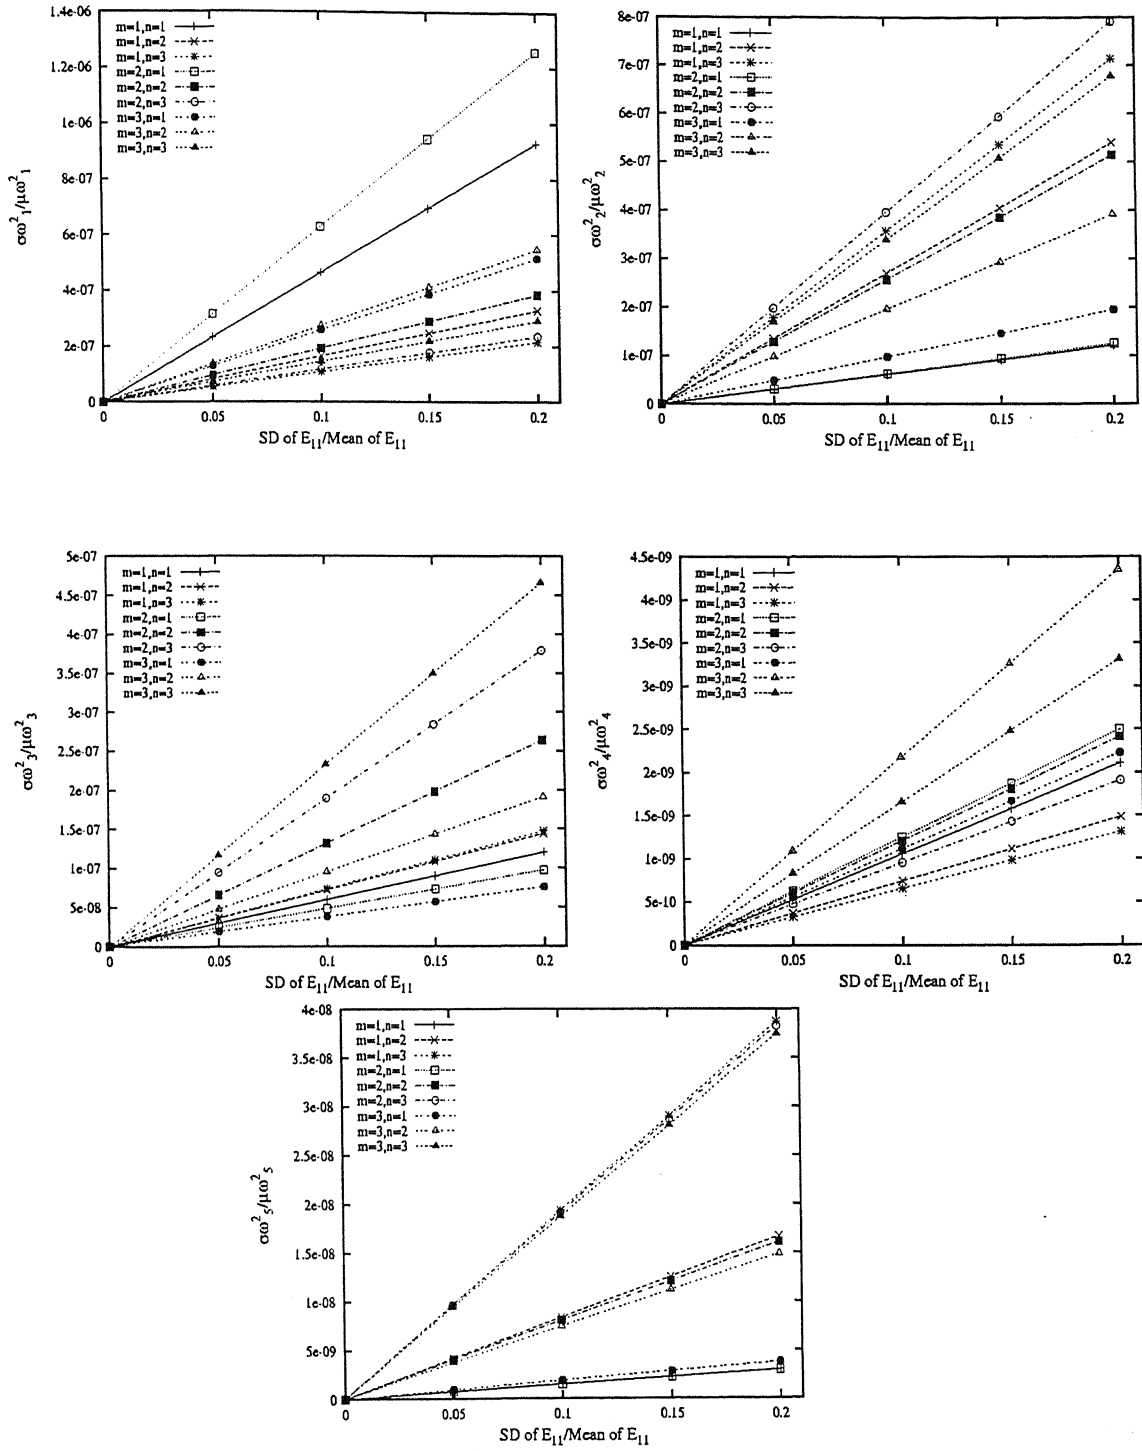 1.4e-06
1.2e-06
1e-06
8e-07
6e-07
4e-07
2e-07
0
m=1,n=1
m=1,n=2
m=1,n=3
m=2,n=1
m=2,n=2
m=2,n=3
m=3,n=1
m=3,n=2
m=3,n=3
σω²₁/μω²₁
0 0.05 0.1 0.15 0.2
SD of E₁₁/Mean of E₁₁
8e-07
7e-07
6e-07
5e-07
4e-07
3e-07
2e-07
1e-07
0
m=1,n=1
m=1,n=2
m=1,n=3
m=2,n=1
m=2,n=2
m=2,n=3
m=3,n=1
m=3,n=2
m=3,n=3
σω²₂/μω²₂
0 0.05 0.1 0.15 0.2
SD of E₁₁/Mean of E₁₁
5e-07
4.5e-07
4e-07
3.5e-07
3e-07
2.5e-07
2e-07
1.5e-07
1e-07
5e-08
0
m=1,n=1
m=1,n=2
m=1,n=3
m=2,n=1
m=2,n=2
m=2,n=3
m=3,n=1
m=3,n=2
m=3,n=3
σω²₃/μω²₃
0 0.05 0.1 0.15 0.2
SD of E₁₁/Mean of E₁₁
4.5e-09
4e-09
3.5e-09
3e-09
2.5e-09
2e-09
1.5e-09
1e-09
5e-10
0
m=1,n=1
m=1,n=2
m=1,n=3
m=2,n=1
m=2,n=2
m=2,n=3
m=3,n=1
m=3,n=2
m=3,n=3
σω²₄/μω²₄
0 0.05 0.1 0.15 0.2
SD of E₁₁/Mean of E₁₁
4e-08
3.5e-08
3e-08
2.5e-08
2e-08
1.5e-08
1e-08
5e-09
0
m=1,n=1
m=1,n=2
m=1,n=3
m=2,n=1
m=2,n=2
m=2,n=3
m=3,n=1
m=3,n=2
m=3,n=3
σω²₅/μω²₅
0 0.05 0.1 0.15 0.2
SD of E₁₁/Mean of E₁₁